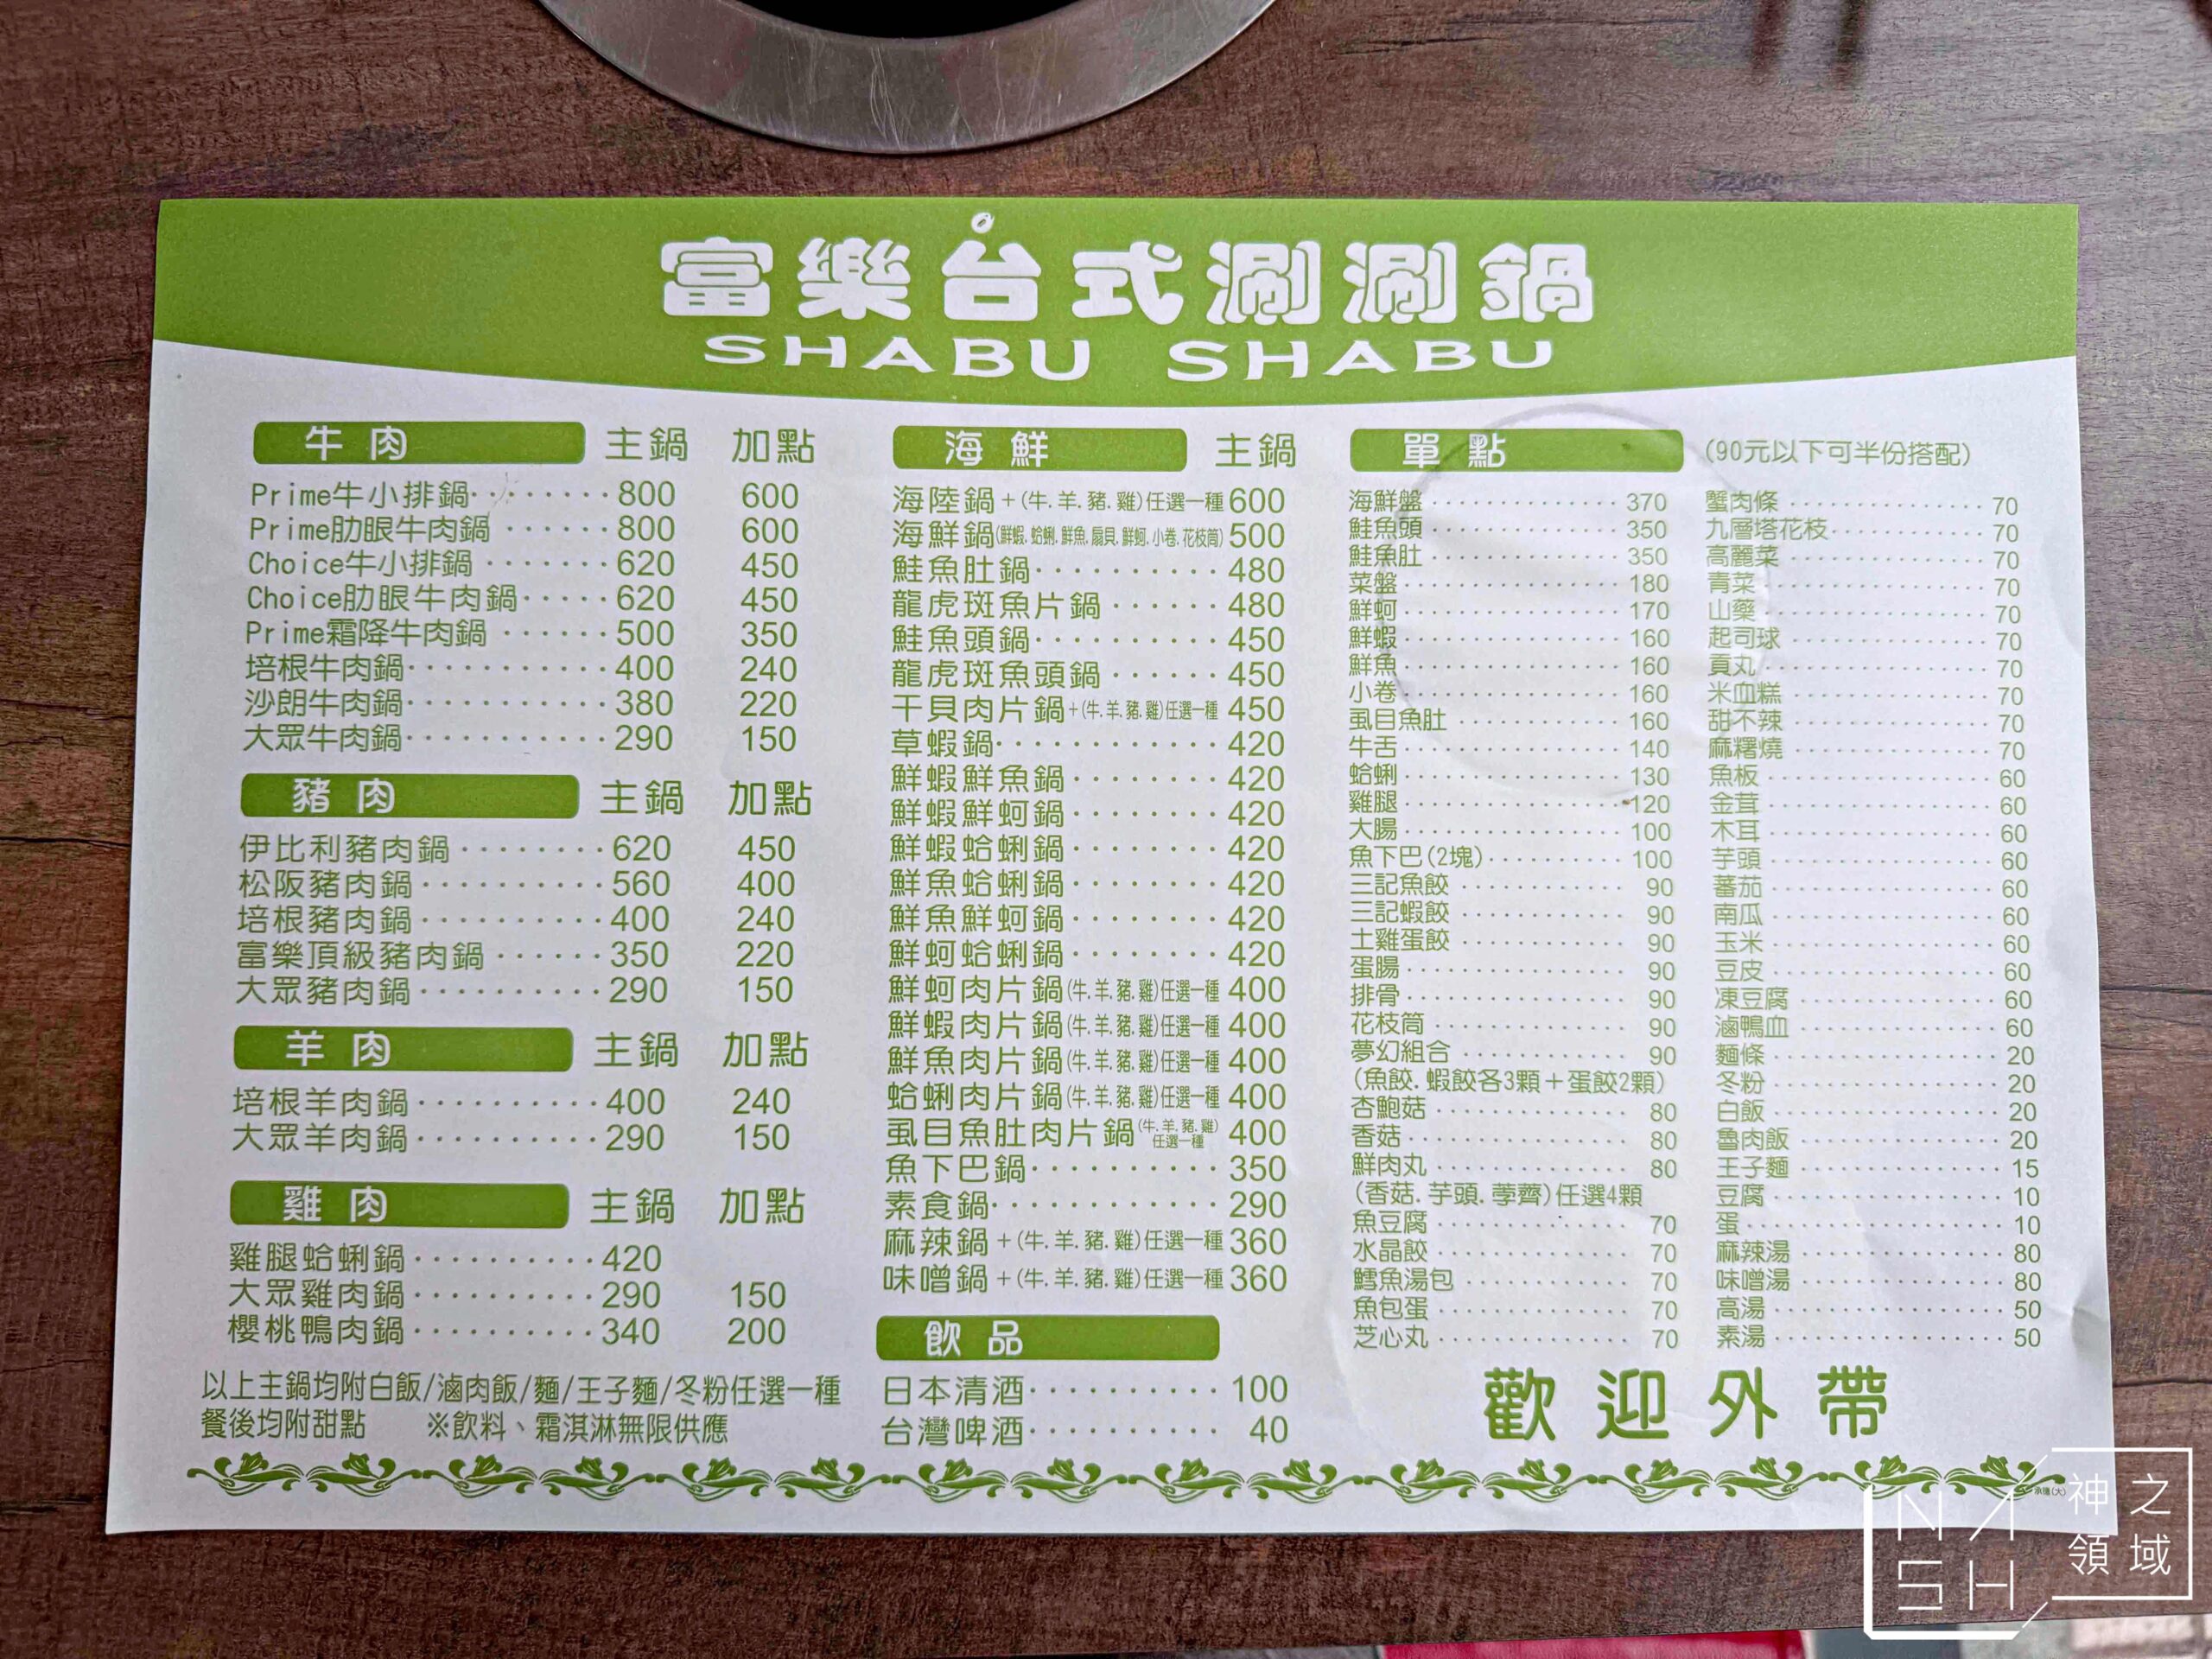 富樂台式涮涮鍋
SHABU SHABU
牛肉 主鍋 加點
Prime牛小排鍋 800 600
Prime肋眼牛肉鍋 800 600
Choice牛小排鍋 620 450
Choice肋眼牛肉鍋 620 450
Prime霜降牛肉鍋 500 350
培根牛肉鍋 400 240
沙朗牛肉鍋 380 220
大眾牛肉鍋 290 150
豬肉 主鍋 加點
伊比利豬肉鍋 620 450
松阪豬肉鍋 560 400
培根豬肉鍋 400 240
富樂頂級豬肉鍋 350 220
大眾豬肉鍋 290 150
羊肉 主鍋 加點
培根羊肉鍋 400 240
大眾羊肉鍋 290 150
雞肉 主鍋 加點
雞腿蛤蜊鍋 420
大眾雞肉鍋 290 150
櫻桃鴨肉鍋 340 200
以上主鍋均附白飯/滷肉飯/麵/王子麵/冬粉任選一種
餐後均附甜點 ※飲料、霜淇淋無限供應
海鮮 主鍋
海陸鍋+(牛.羊.豬.雞)任選一種 600
海鮮鍋(鮮蝦.蛤蜊.鮮魚.扇貝.鮮蚵.小卷.花枝筒) 500
鮭魚肚鍋 480
龍虎斑魚片鍋 480
鮭魚頭鍋 450
龍虎斑魚頭鍋 450
干貝肉片鍋+(牛.羊.豬.雞)任選一種 450
草蝦鍋 420
鮮蝦鮮魚鍋 420
鮮蝦鮮蚵鍋 420
鮮蝦蛤蜊鍋 420
鮮魚蛤蜊鍋 420
鮮魚鮮蚵鍋 420
鮮蚵蛤蜊鍋 420
鮮蚵肉片鍋(牛.羊.豬.雞)任選一種 400
鮮蝦肉片鍋(牛.羊.豬.雞)任選一種 400
鮮魚肉片鍋(牛.羊.豬.雞)任選一種 400
蛤蜊肉片鍋(牛.羊.豬.雞)任選一種 400
虱目魚肚肉片鍋(牛.羊.豬.雞)任選一種 400
魚下巴鍋 350
素食鍋 290
麻辣鍋+(牛.羊.豬.雞)任選一種 360
味噌鍋+(牛.羊.豬.雞)任選一種 360
飲品
日本清酒 100
台灣啤酒 40
單點 (90元以下可半份搭配)
海鮮盤 370
鮭魚頭 350
鮭魚肚 350
菜盤 180
鮮蚵 170
鮮蝦 160
鮮魚 160
小卷 160
虱目魚肚 160
牛舌 140
蛤蜊 130
雞腿 120
大腸 100
魚下巴(2塊) 100
三記魚餃 90
三記蝦餃 90
土雞蛋餃 90
蛋腸 90
排骨 90
花枝筒 90
夢幻組合 90
(魚餃.蝦餃各3顆+蛋餃2顆)
杏鮑菇 80
香菇 80
鮮肉丸 80
(香菇.芋頭.荸薺)任選4顆
魚豆腐 70
水晶餃 70
鱈魚湯包 70
魚包蛋 70
芝心丸 70
蟹肉條 70
九層塔花枝 70
高麗菜 70
青菜 70
山藥 70
起司球 70
貢丸 70
米血糕 70
甜不辣 70
麻糬燒 70
魚板 60
金茸 60
木耳 60
芋頭 60
蕃茄 60
南瓜 60
玉米 60
豆皮 60
凍豆腐 60
滷鴨血 60
麵條 20
冬粉 20
白飯 20
魯肉飯 20
王子麵 15
豆腐 10
蛋 10
麻辣湯 80
味噌湯 80
高湯 50
素湯 50
歡迎外帶
承德(大)
NASH
神之領域